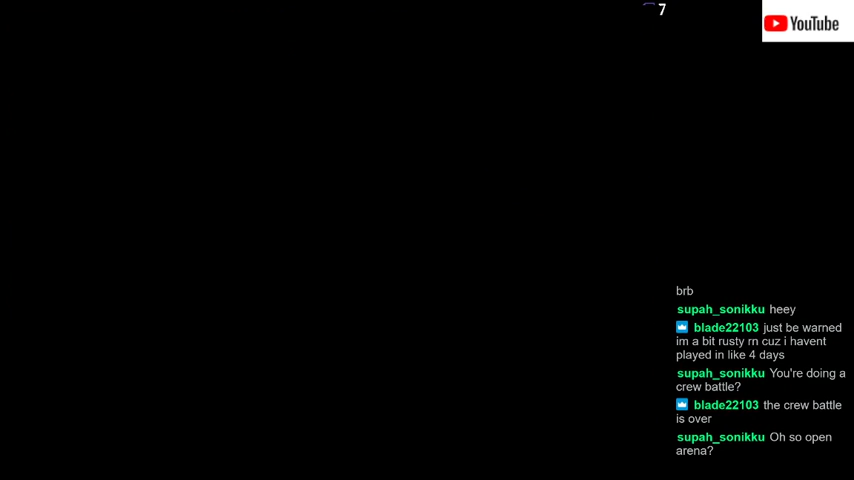 7
YouTube
brb
supah_sonikku heey
blade22103 just be warned
im a bit rusty rn cuz i havent
played in like 4 days
supah_sonikku You're doing a
crew battle?
blade22103 the crew battle
is over
supah_sonikku Oh so open
arena?